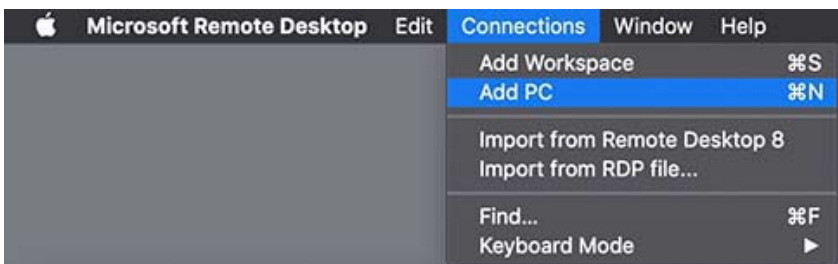 Microsoft Remote Desktop Edit Connections Window Help
Add Workspace ⌘S
Add PC ⌘N
Import from Remote Desktop 8
Import from RDP file...
Find... ⌘F
Keyboard Mode ▶